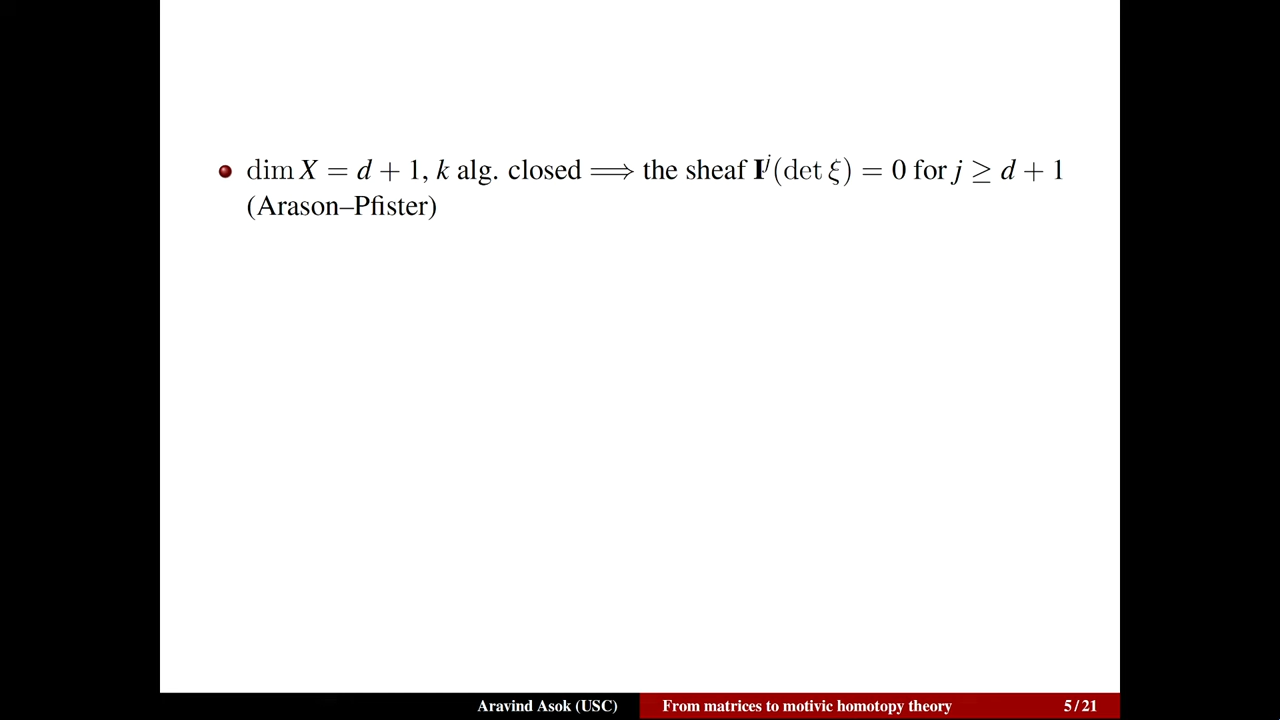 dim X = d + 1, k alg. closed ⟹ the sheaf I^j(det ξ) = 0 for j ≥ d + 1
(Arason–Pfister)
Aravind Asok (USC) From matrices to motivic homotopy theory 5 / 21